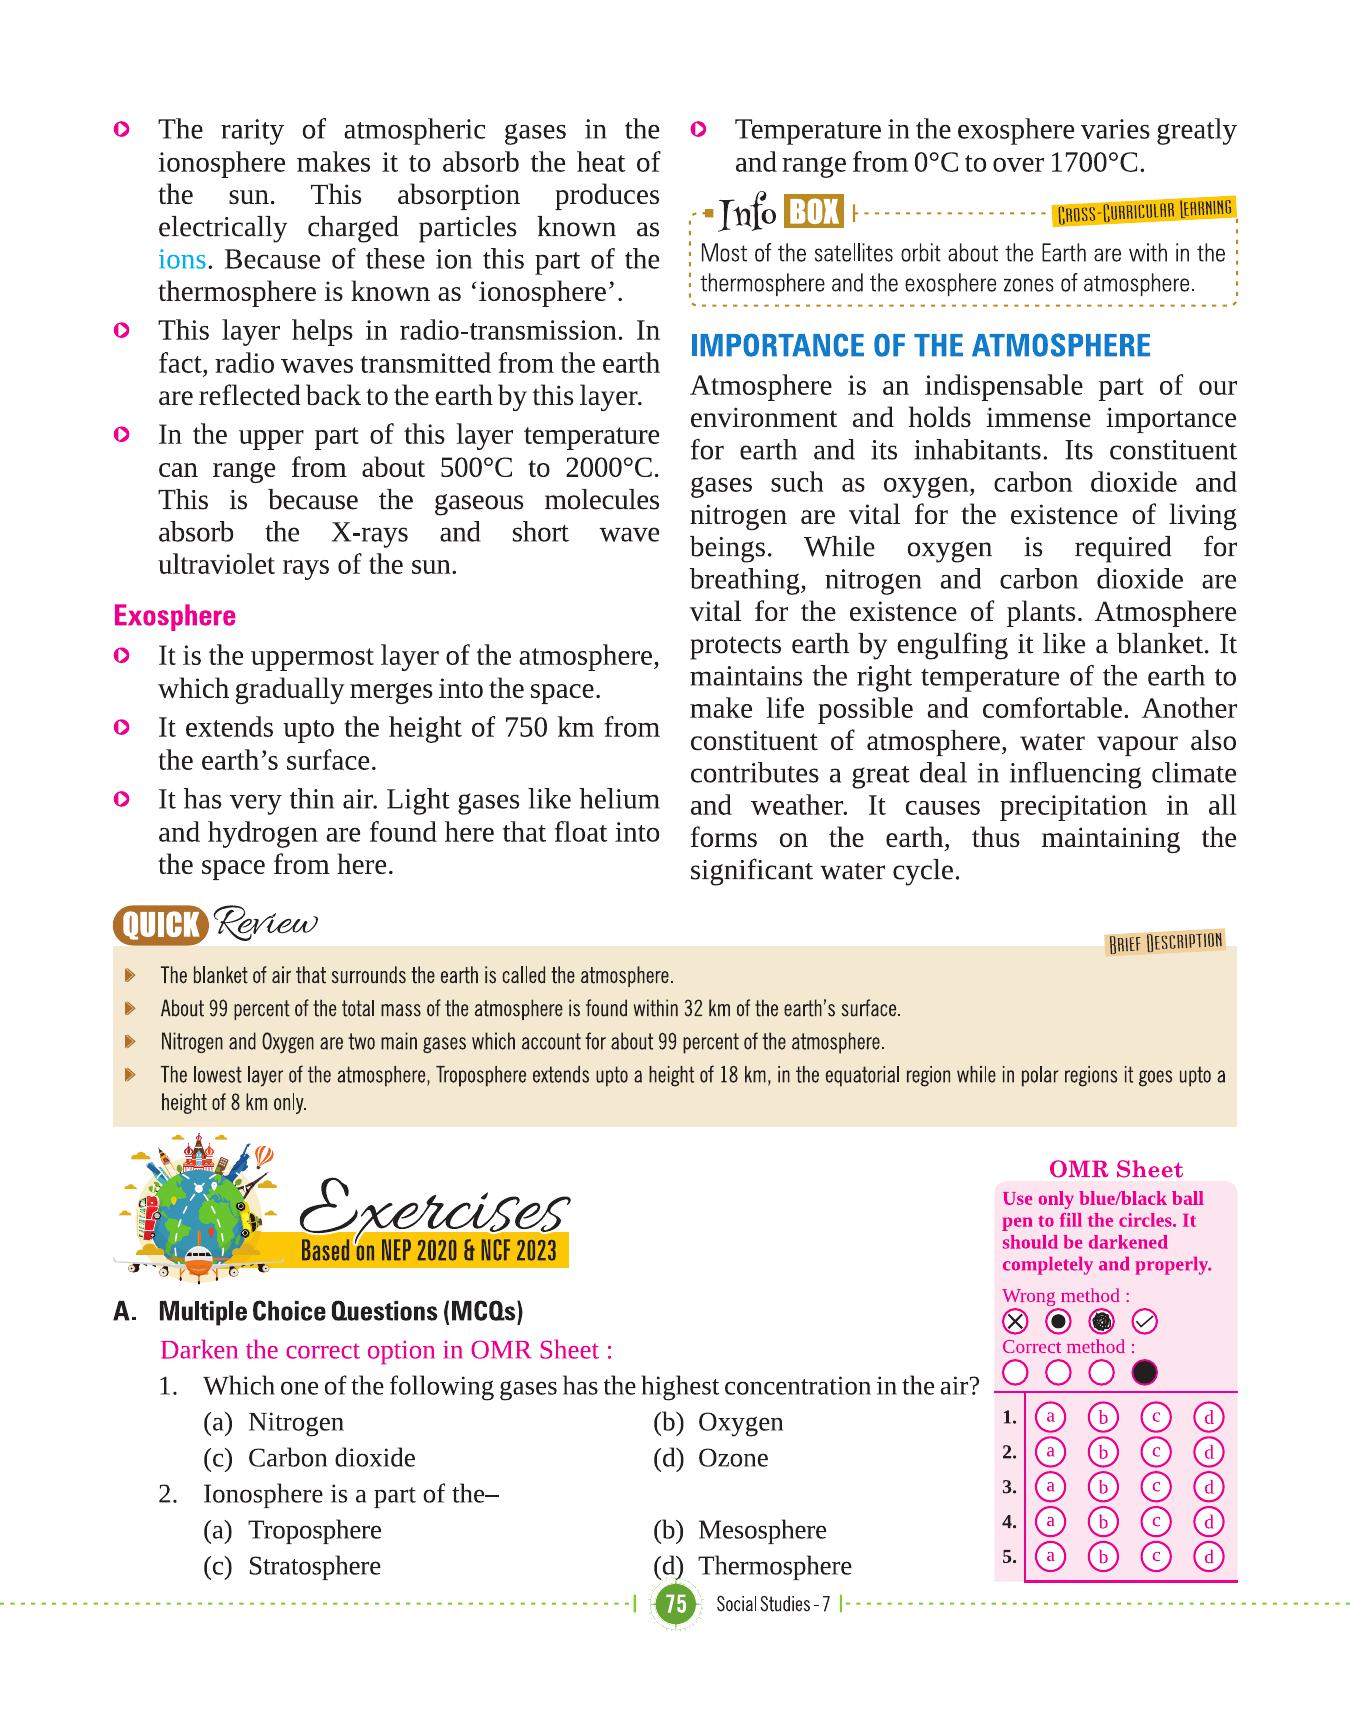 The rarity of atmospheric gases in the
ionosphere makes it to absorb the heat of
the sun. This absorption produces
electrically charged particles known as
ions. Because of these ion this part of the
thermosphere is known as ‘ionosphere’.
This layer helps in radio-transmission. In
fact, radio waves transmitted from the earth
are reflected back to the earth by this layer.
In the upper part of this layer temperature
can range from about 500°C to 2000°C.
This is because the gaseous molecules
absorb the X-rays and short wave
ultraviolet rays of the sun.
Exosphere
It is the uppermost layer of the atmosphere,
which gradually merges into the space.
It extends upto the height of 750 km from
the earth’s surface.
It has very thin air. Light gases like helium
and hydrogen are found here that float into
the space from here.
Temperature in the exosphere varies greatly
and range from 0°C to over 1700°C.
Info BOX
CROSS-CURRICULAR LEARNING
Most of the satellites orbit about the Earth are with in the
thermosphere and the exosphere zones of atmosphere.
IMPORTANCE OF THE ATMOSPHERE
Atmosphere is an indispensable part of our
environment and holds immense importance
for earth and its inhabitants. Its constituent
gases such as oxygen, carbon dioxide and
nitrogen are vital for the existence of living
beings. While oxygen is required for
breathing, nitrogen and carbon dioxide are
vital for the existence of plants. Atmosphere
protects earth by engulfing it like a blanket. It
maintains the right temperature of the earth to
make life possible and comfortable. Another
constituent of atmosphere, water vapour also
contributes a great deal in influencing climate
and weather. It causes precipitation in all
forms on the earth, thus maintaining the
significant water cycle.
QUICK Review
BRIEF DESCRIPTION
The blanket of air that surrounds the earth is called the atmosphere.
About 99 percent of the total mass of the atmosphere is found within 32 km of the earth’s surface.
Nitrogen and Oxygen are two main gases which account for about 99 percent of the atmosphere.
The lowest layer of the atmosphere, Troposphere extends upto a height of 18 km, in the equatorial region while in polar regions it goes upto a
height of 8 km only.
Exercises
Based on NEP 2020 & NCF 2023
A. Multiple Choice Questions (MCQs)
Darken the correct option in OMR Sheet :
1. Which one of the following gases has the highest concentration in the air?
(a) Nitrogen (b) Oxygen
(c) Carbon dioxide (d) Ozone
2. Ionosphere is a part of the–
(a) Troposphere (b) Mesosphere
(c) Stratosphere (d) Thermosphere
OMR Sheet
Use only blue/black ball
pen to fill the circles. It
should be darkened
completely and properly.
Wrong method :
Correct method :
1. a b c d
2. a b c d
3. a b c d
4. a b c d
5. a b c d
75 Social Studies - 7